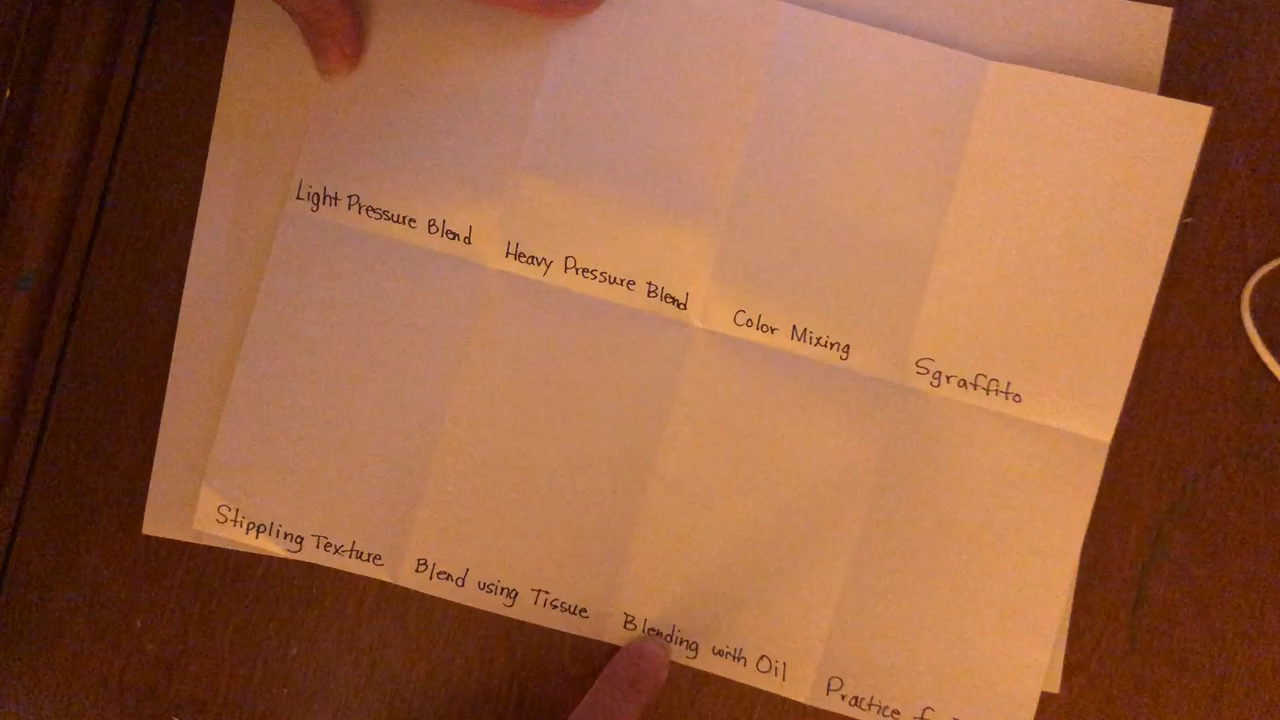 Light Pressure Blend
Heavy Pressure Blend
Color Mixing
Sgraffito
Stippling Texture
Blend using Tissue
Blending with Oil
Practice